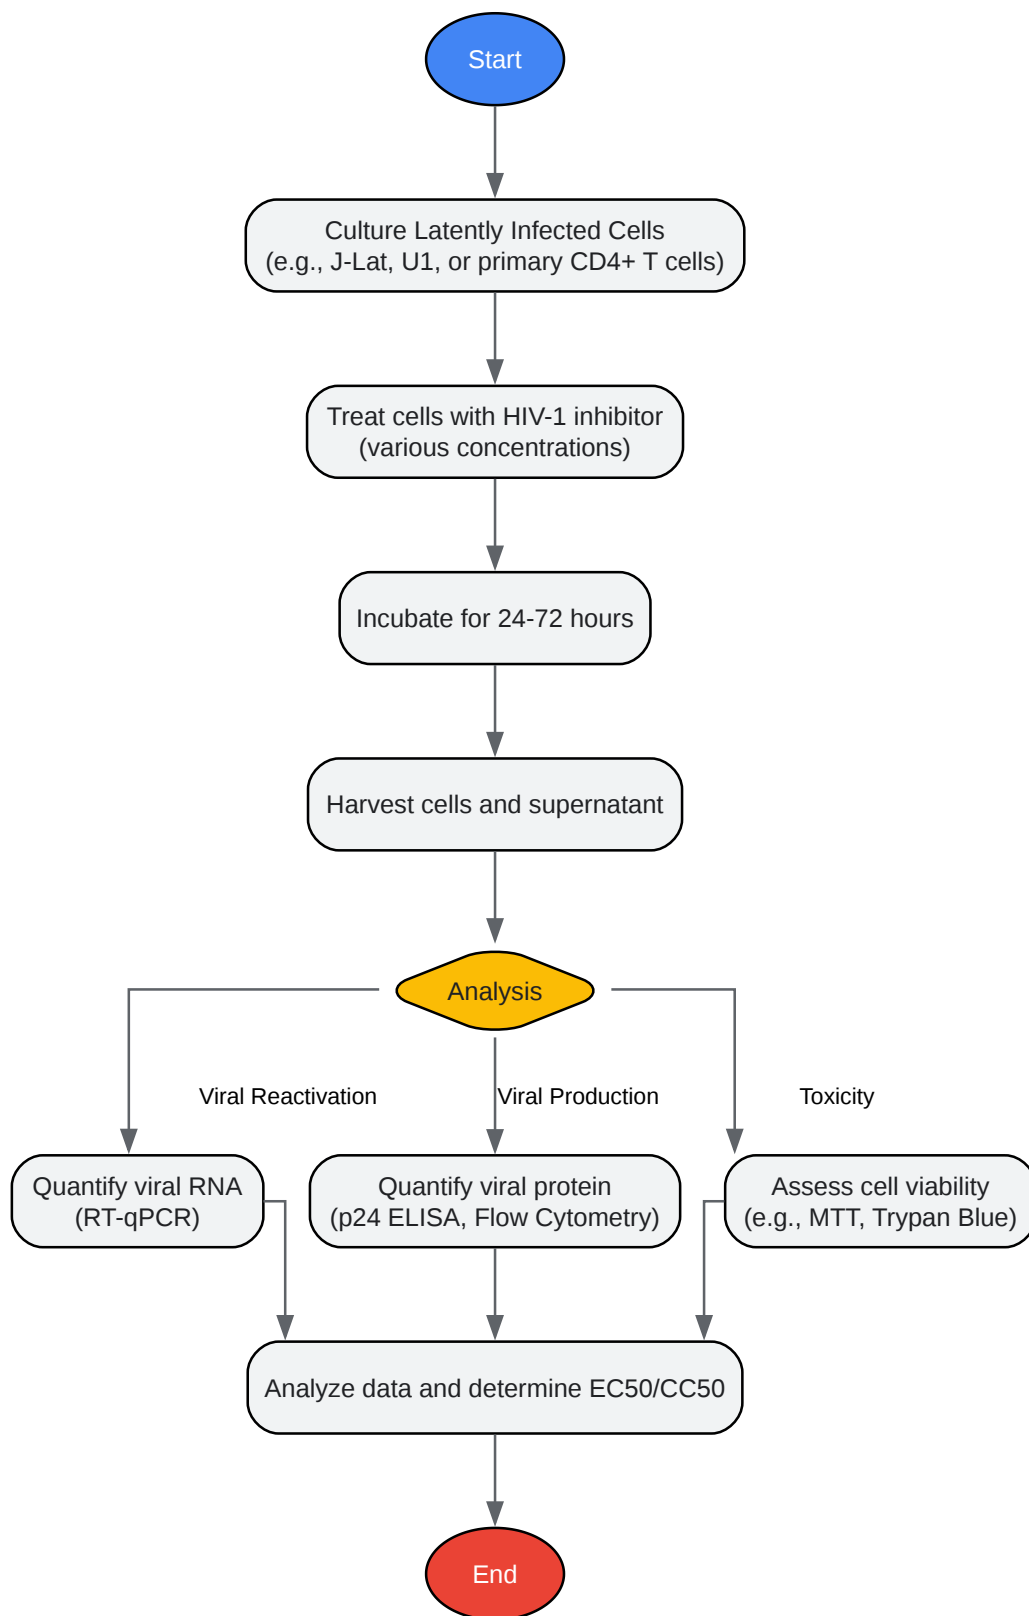 Start
Culture Latently Infected Cells
(e.g., J-Lat, U1, or primary CD4+ T cells)
Treat cells with HIV-1 inhibitor
(various concentrations)
Incubate for 24-72 hours
Harvest cells and supernatant
Analysis
Viral Reactivation
Viral Production
Toxicity
Quantify viral RNA
(RT-qPCR)
Quantify viral protein
(p24 ELISA, Flow Cytometry)
Assess cell viability
(e.g., MTT, Trypan Blue)
Analyze data and determine EC50/CC50
End